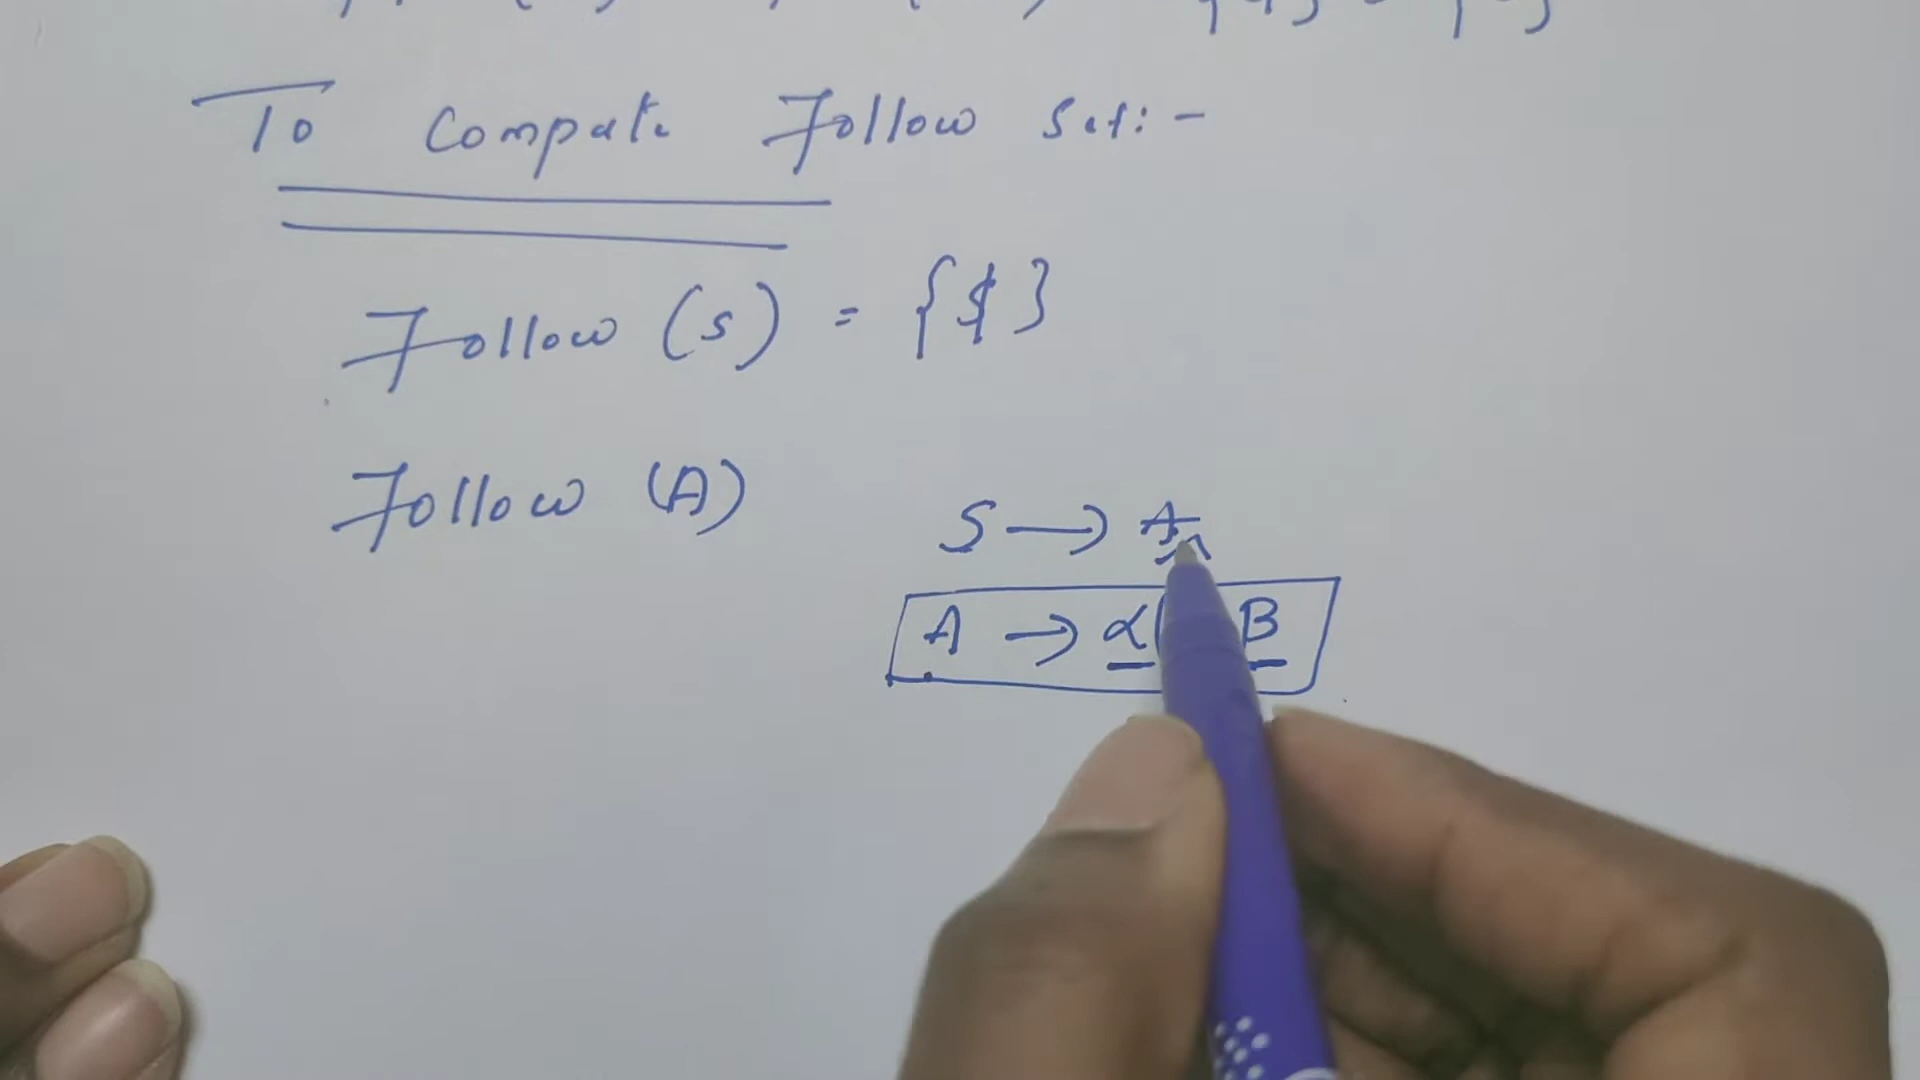 To Compute Follow Set:-
Follow (S) = {$}
Follow (A)
S → A
A → α B